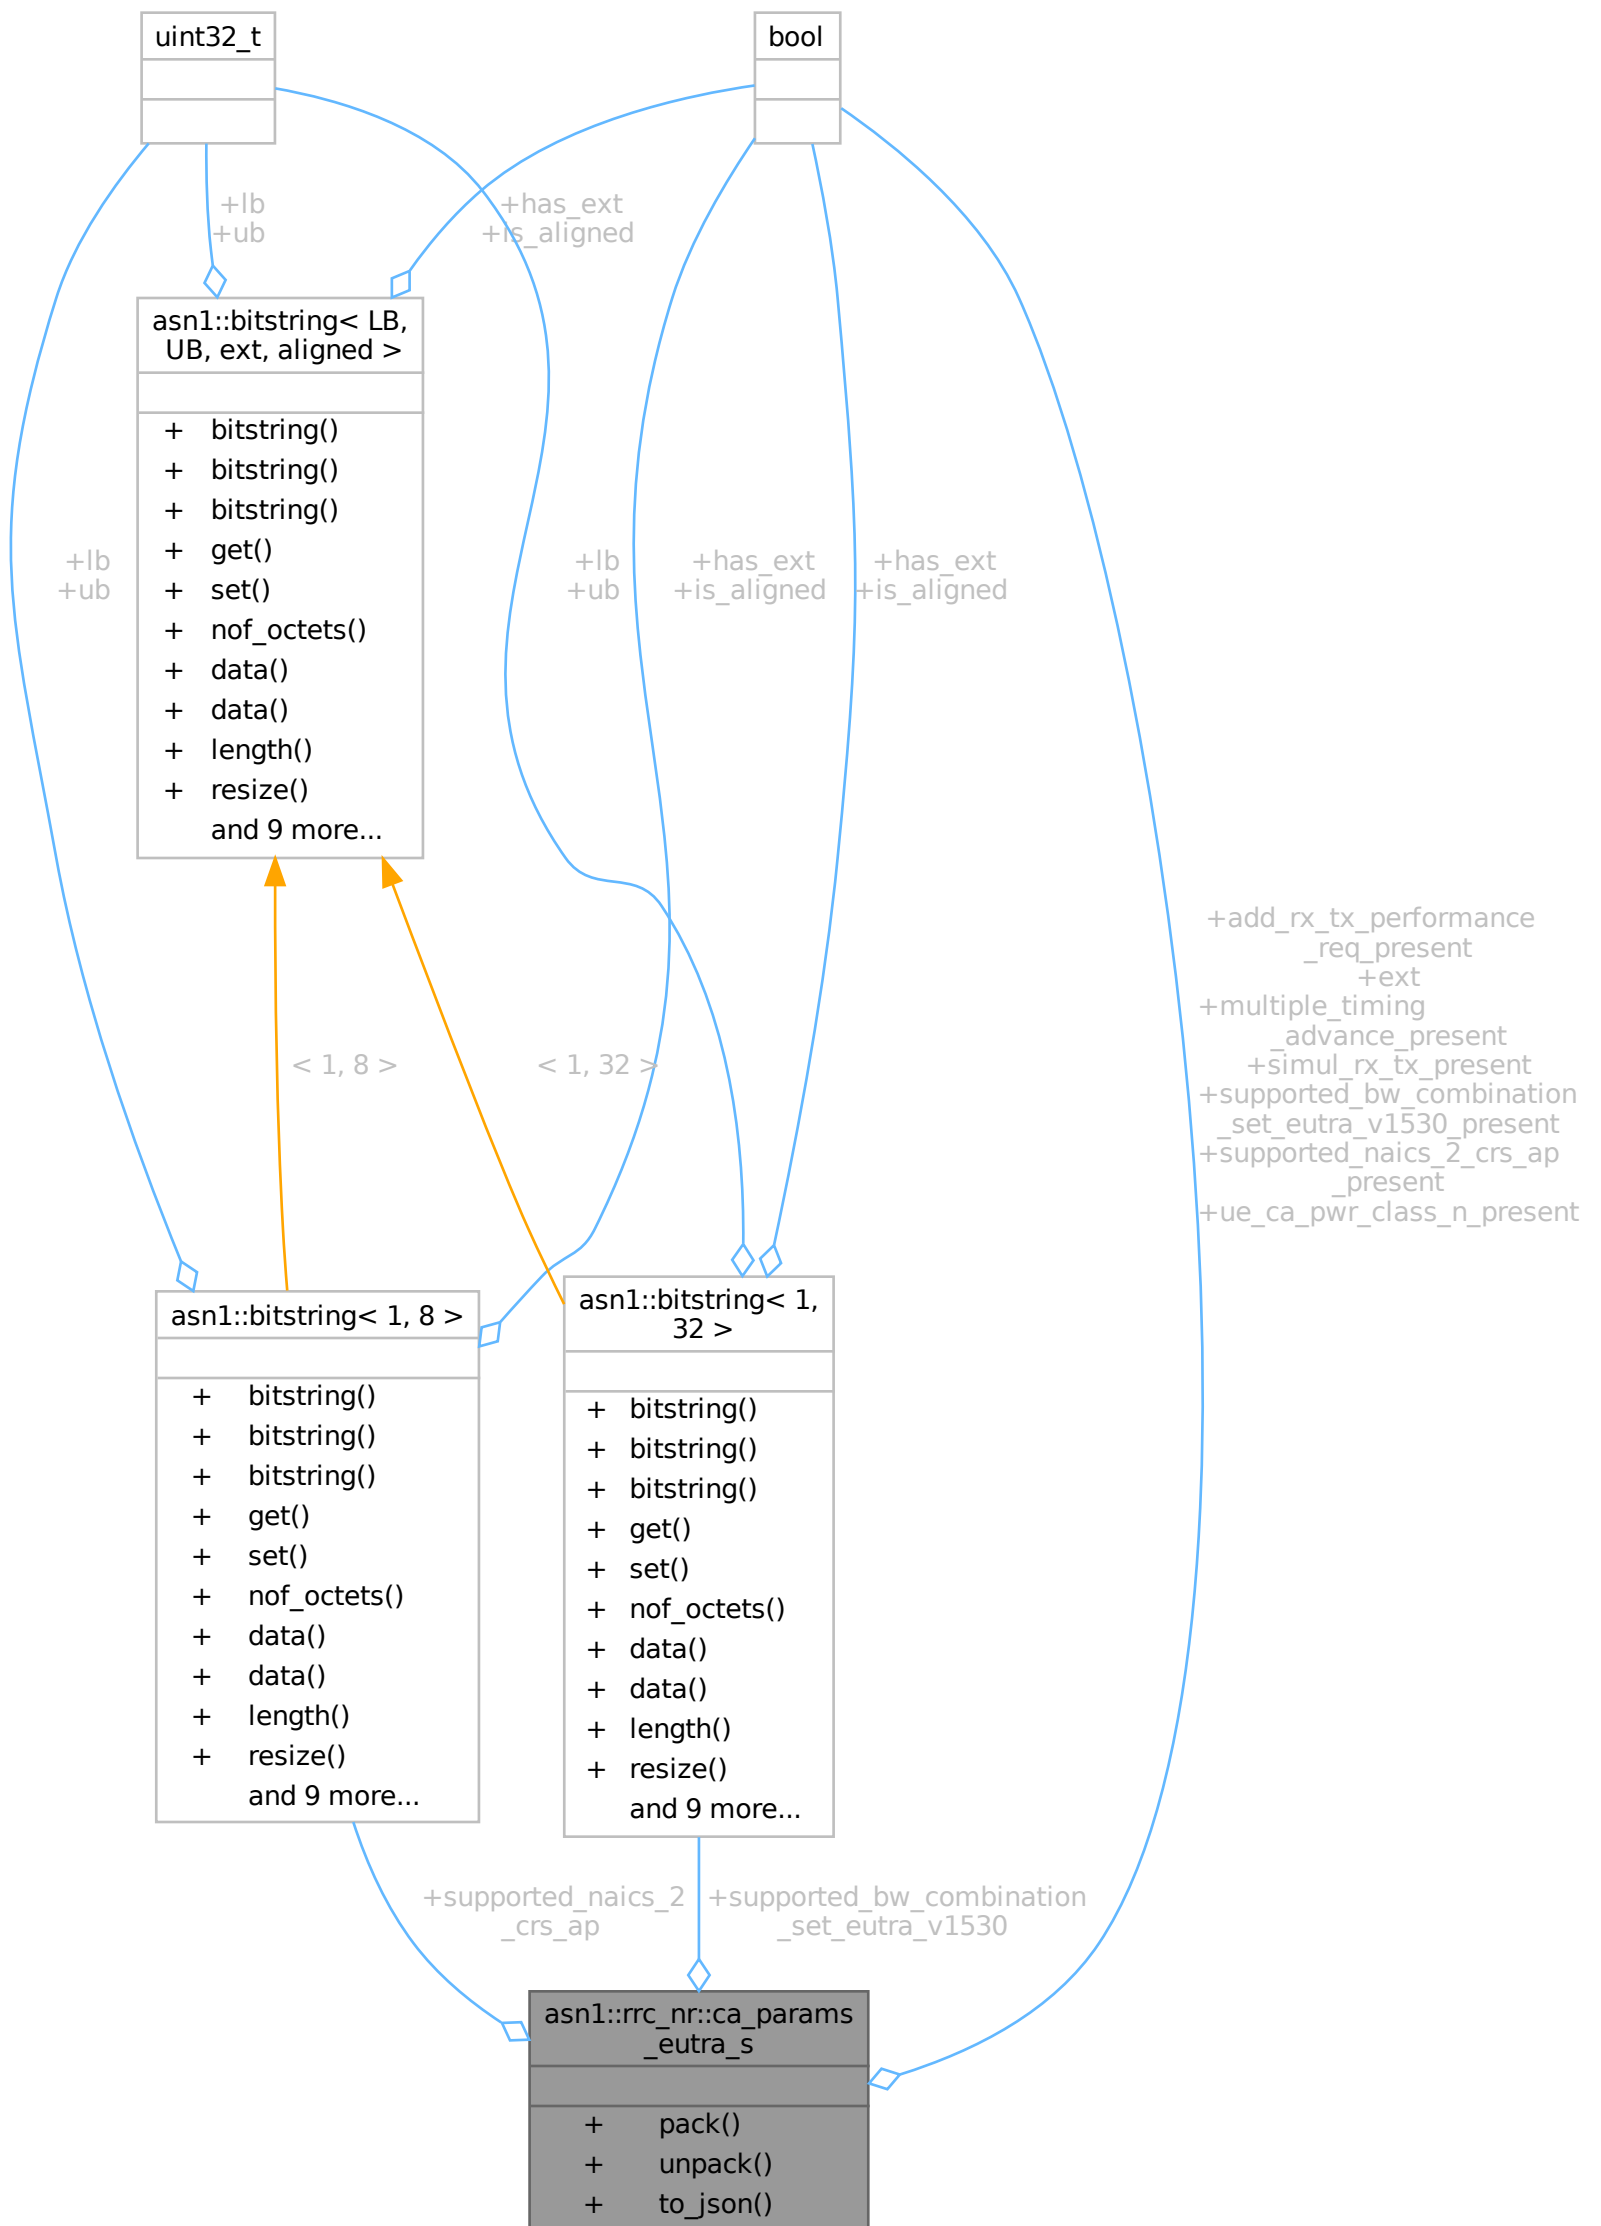 uint32_t
bool
+lb
+ub
+has_ext
+is_aligned
asn1::bitstring< LB,
UB, ext, aligned >
+ bitstring()
+ bitstring()
+ bitstring()
+ get()
+ set()
+ nof_octets()
+ data()
+ data()
+ length()
+ resize()
and 9 more...
+lb
+ub
+lb
+ub
+has_ext
+is_aligned
+has_ext
+is_aligned
+add_rx_tx_performance
_req_present
+ext
+multiple_timing
_advance_present
+simul_rx_tx_present
+supported_bw_combination
_set_eutra_v1530_present
+supported_naics_2_crs_ap
_present
+ue_ca_pwr_class_n_present
< 1, 8 >
< 1, 32 >
asn1::bitstring< 1, 8 >
+ bitstring()
+ bitstring()
+ bitstring()
+ get()
+ set()
+ nof_octets()
+ data()
+ data()
+ length()
+ resize()
and 9 more...
asn1::bitstring< 1,
32 >
+ bitstring()
+ bitstring()
+ bitstring()
+ get()
+ set()
+ nof_octets()
+ data()
+ data()
+ length()
+ resize()
and 9 more...
+supported_naics_2
_crs_ap
+supported_bw_combination
_set_eutra_v1530
asn1::rrc_nr::ca_params
_eutra_s
+ pack()
+ unpack()
+ to_json()